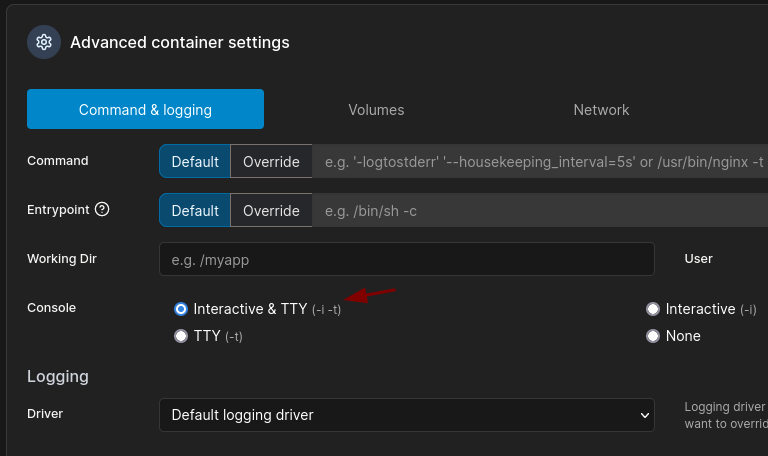 Advanced container settings
Command & logging Volumes Network
Command Default Override e.g. '-logtostderr' '--housekeeping_interval=5s' or /usr/bin/nginx -t
Entrypoint Default Override e.g. /bin/sh -c
Working Dir e.g. /myapp User
Console Interactive & TTY (-i -t) Interactive (-i)
TTY (-t) None
Logging
Driver Default logging driver Logging driver
want to overrid